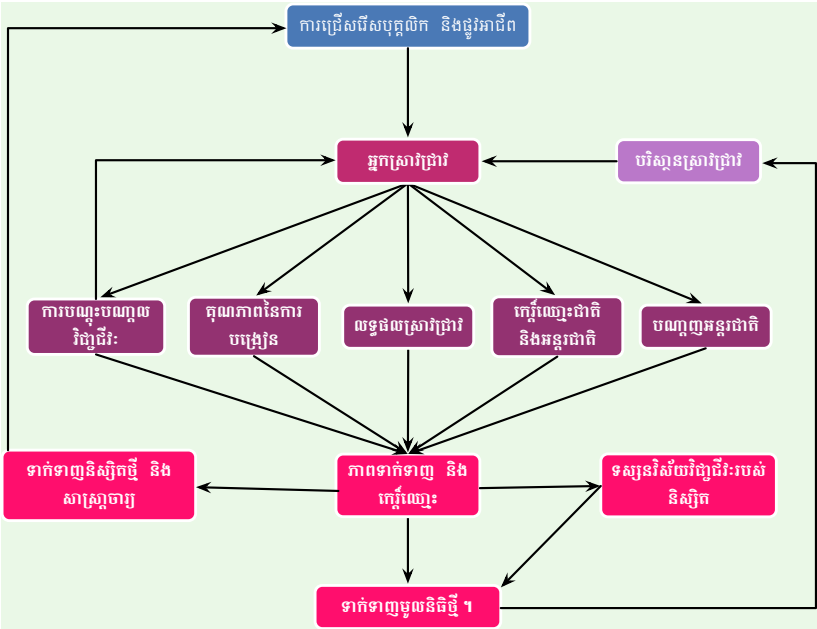 ការជ្រើសរើសបុគ្គលិក និងផ្លូវអាជីព
អ្នកស្រាវជ្រាវ
បរិស្ថានស្រាវជ្រាវ
ការបណ្តុះបណ្តាល
វិជ្ជាជីវៈ
គុណភាពនៃការ
បង្រៀន
លទ្ធផលស្រាវជ្រាវ
កេរ្តិ៍ឈ្មោះជាតិ
និងអន្តរជាតិ
បណ្តាញអន្តរជាតិ
ទាក់ទាញនិស្សិតថ្មី និង
សាស្ត្រាចារ្យ
ភាពទាក់ទាញ និង
កេរ្តិ៍ឈ្មោះ
ទស្សនវិស័យវិជ្ជាជីវៈរបស់
និស្សិត
ទាក់ទាញមូលនិធិថ្មី ។